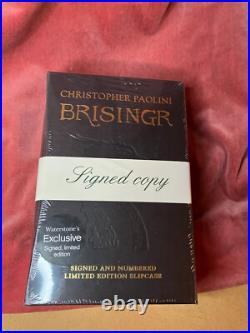 CHRISTOPHER PAOLINI
BRISINGR
Signed copy
Waterstone's
Exclusive
Signed, limited
edition
SIGNED AND NUMBERED
LIMITED EDITION SLIPCASE